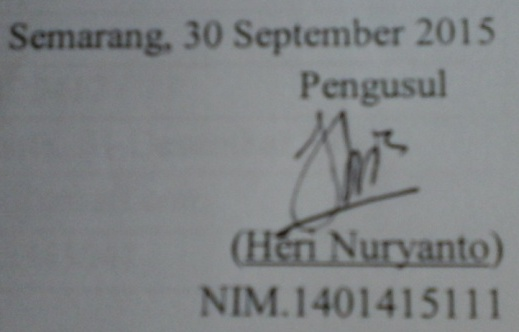 Semarang, 30 September 2015
Pengusul
(Heri Nuryanto)
NIM.1401415111